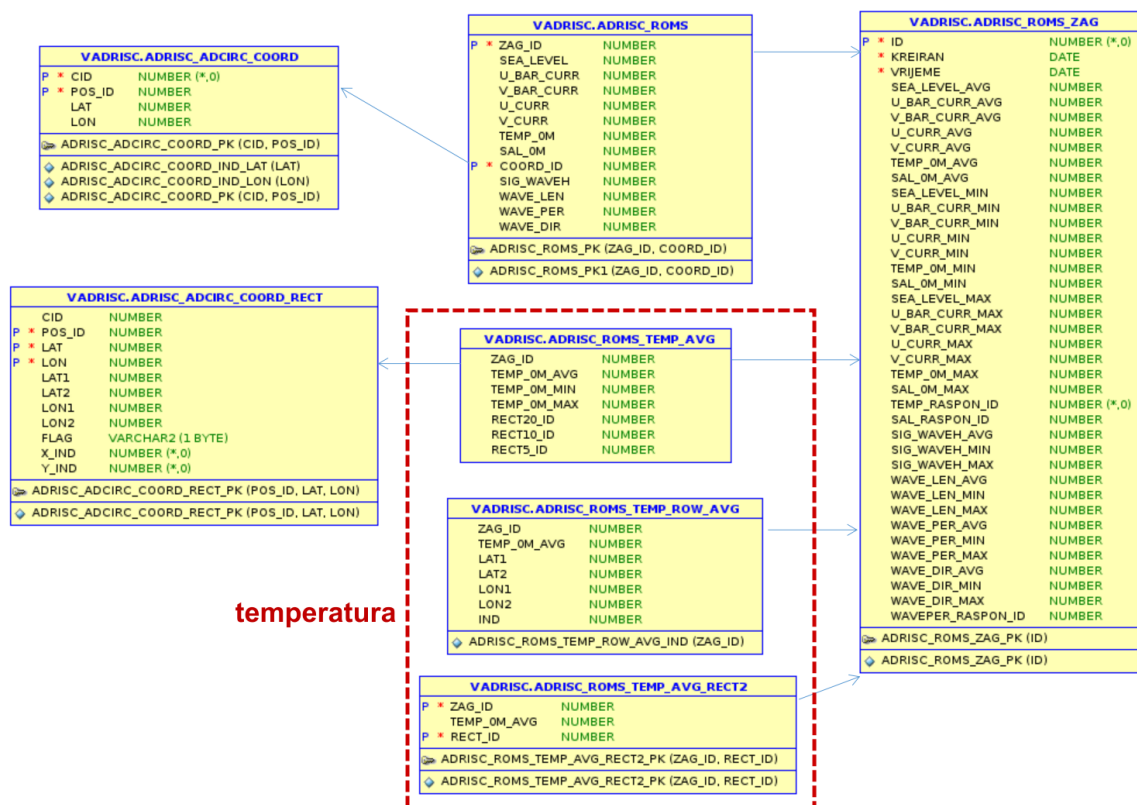 VADRISC.ADRISC_ADCIRC_COORD
P * CID NUMBER (*,0)
P * POS_ID NUMBER
LAT NUMBER
LON NUMBER
ADRISC_ADCIRC_COORD_PK (CID, POS_ID)
ADRISC_ADCIRC_COORD_IND_LAT (LAT)
ADRISC_ADCIRC_COORD_IND_LON (LON)
ADRISC_ADCIRC_COORD_PK (CID, POS_ID)
VADRISC.ADRISC_ROMS
P * ZAG_ID NUMBER
SEA_LEVEL NUMBER
U_BAR_CURR NUMBER
V_BAR_CURR NUMBER
U_CURR NUMBER
V_CURR NUMBER
TEMP_0M NUMBER
SAL_0M NUMBER
P * COORD_ID NUMBER
SIG_WAVEH NUMBER
WAVE_LEN NUMBER
WAVE_PER NUMBER
WAVE_DIR NUMBER
ADRISC_ROMS_PK (ZAG_ID, COORD_ID)
ADRISC_ROMS_PK1 (ZAG_ID, COORD_ID)
VADRISC.ADRISC_ROMS_ZAG
P * ID NUMBER (*,0)
* KREIRAN DATE
* VRIJEME DATE
SEA_LEVEL_AVG NUMBER
U_BAR_CURR_AVG NUMBER
V_BAR_CURR_AVG NUMBER
U_CURR_AVG NUMBER
V_CURR_AVG NUMBER
TEMP_0M_AVG NUMBER
SAL_0M_AVG NUMBER
SEA_LEVEL_MIN NUMBER
U_BAR_CURR_MIN NUMBER
V_BAR_CURR_MIN NUMBER
U_CURR_MIN NUMBER
V_CURR_MIN NUMBER
TEMP_0M_MIN NUMBER
SAL_0M_MIN NUMBER
SEA_LEVEL_MAX NUMBER
U_BAR_CURR_MAX NUMBER
V_BAR_CURR_MAX NUMBER
U_CURR_MAX NUMBER
V_CURR_MAX NUMBER
TEMP_0M_MAX NUMBER
SAL_0M_MAX NUMBER
TEMP_RASPON_ID NUMBER (*,0)
SAL_RASPON_ID NUMBER
SIG_WAVEH_AVG NUMBER
SIG_WAVEH_MIN NUMBER
SIG_WAVEH_MAX NUMBER
WAVE_LEN_AVG NUMBER
WAVE_LEN_MIN NUMBER
WAVE_LEN_MAX NUMBER
WAVE_PER_AVG NUMBER
WAVE_PER_MIN NUMBER
WAVE_PER_MAX NUMBER
WAVE_DIR_AVG NUMBER
WAVE_DIR_MIN NUMBER
WAVE_DIR_MAX NUMBER
WAVEPER_RASPON_ID NUMBER
ADRISC_ROMS_ZAG_PK (ID)
ADRISC_ROMS_ZAG_PK (ID)
VADRISC.ADRISC_ADCIRC_COORD_RECT
CID NUMBER
P * POS_ID NUMBER
P * LAT NUMBER
P * LON NUMBER
LAT1 NUMBER
LAT2 NUMBER
LON1 NUMBER
LON2 NUMBER
FLAG VARCHAR2 (1 BYTE)
X_IND NUMBER (*,0)
Y_IND NUMBER (*,0)
ADRISC_ADCIRC_COORD_RECT_PK (POS_ID, LAT, LON)
ADRISC_ADCIRC_COORD_RECT_PK (POS_ID, LAT, LON)
VADRISC.ADRISC_ROMS_TEMP_AVG
ZAG_ID NUMBER
TEMP_0M_AVG NUMBER
TEMP_0M_MIN NUMBER
TEMP_0M_MAX NUMBER
RECT20_ID NUMBER
RECT10_ID NUMBER
RECT5_ID NUMBER
VADRISC.ADRISC_ROMS_TEMP_ROW_AVG
ZAG_ID NUMBER
TEMP_0M_AVG NUMBER
LAT1 NUMBER
LAT2 NUMBER
LON1 NUMBER
LON2 NUMBER
IND NUMBER
ADRISC_ROMS_TEMP_ROW_AVG_IND (ZAG_ID)
temperatura
VADRISC.ADRISC_ROMS_TEMP_AVG_RECT2
P * ZAG_ID NUMBER
TEMP_0M_AVG NUMBER
P * RECT_ID NUMBER
ADRISC_ROMS_TEMP_AVG_RECT2_PK (ZAG_ID, RECT_ID)
ADRISC_ROMS_TEMP_AVG_RECT2_PK (ZAG_ID, RECT_ID)